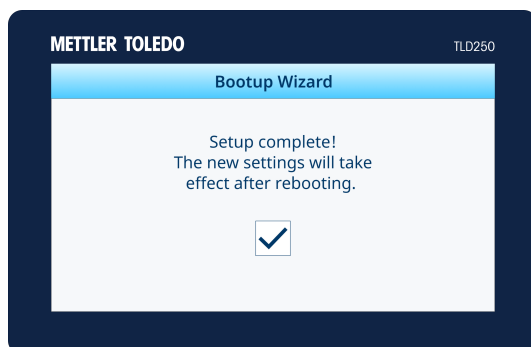 METTLER TOLEDO
TLD250
Bootup Wizard
Setup complete!
The new settings will take
effect after rebooting.